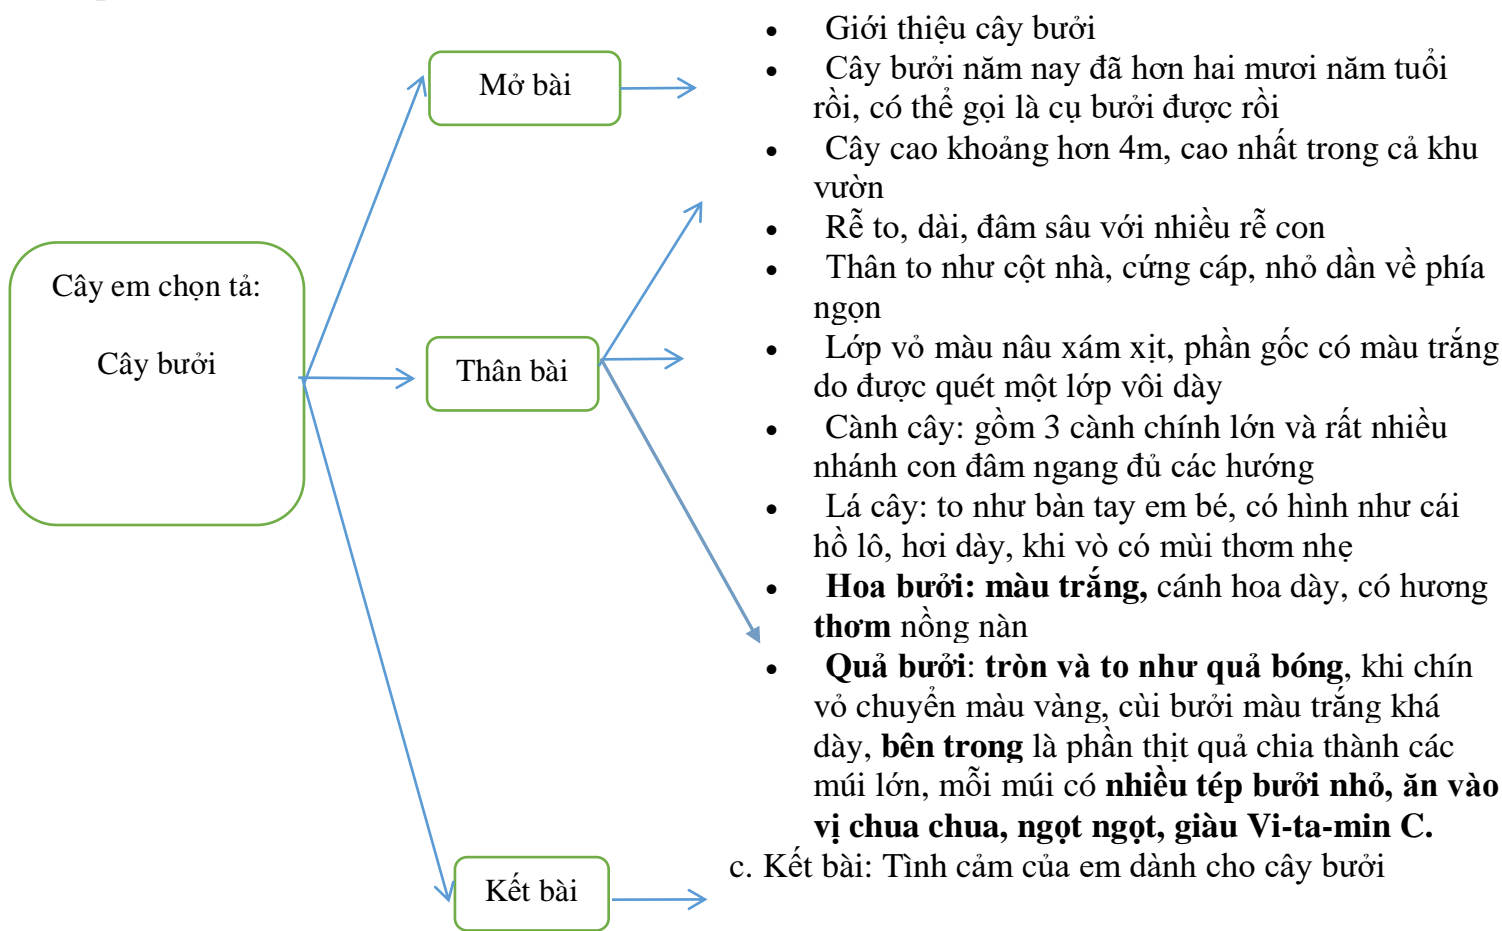 Cây em chọn tả:
Cây bưởi
Mở bài
Thân bài
Kết bài
• Giới thiệu cây bưởi
• Cây bưởi năm nay đã hơn hai mươi năm tuổi
rồi, có thể gọi là cụ bưởi được rồi
• Cây cao khoảng hơn 4m, cao nhất trong cả khu
vườn
• Rễ to, dài, đâm sâu với nhiều rễ con
• Thân to như cột nhà, cứng cáp, nhỏ dần về phía
ngọn
• Lớp vỏ màu nâu xám xịt, phần gốc có màu trắng
do được quét một lớp vôi dày
• Cành cây: gồm 3 cành chính lớn và rất nhiều
nhánh con đâm ngang đủ các hướng
• Lá cây: to như bàn tay em bé, có hình như cái
hồ lô, hơi dày, khi vò có mùi thơm nhẹ
• Hoa bưởi: màu trắng, cánh hoa dày, có hương
thơm nồng nàn
• Quả bưởi: tròn và to như quả bóng, khi chín
vỏ chuyển màu vàng, cùi bưởi màu trắng khá
dày, bên trong là phần thịt quả chia thành các
múi lớn, mỗi múi có nhiều tép bưởi nhỏ, ăn vào
vị chua chua, ngọt ngọt, giàu Vi-ta-min C.
c. Kết bài: Tình cảm của em dành cho cây bưởi